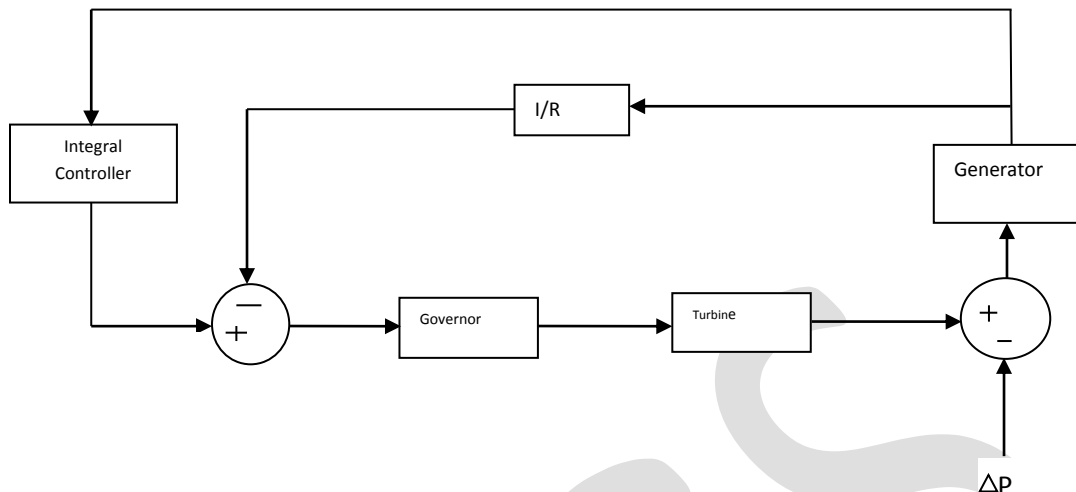 I/R
Integral
Controller
Generator
—
+
Governor
Turbine
+
–
△P